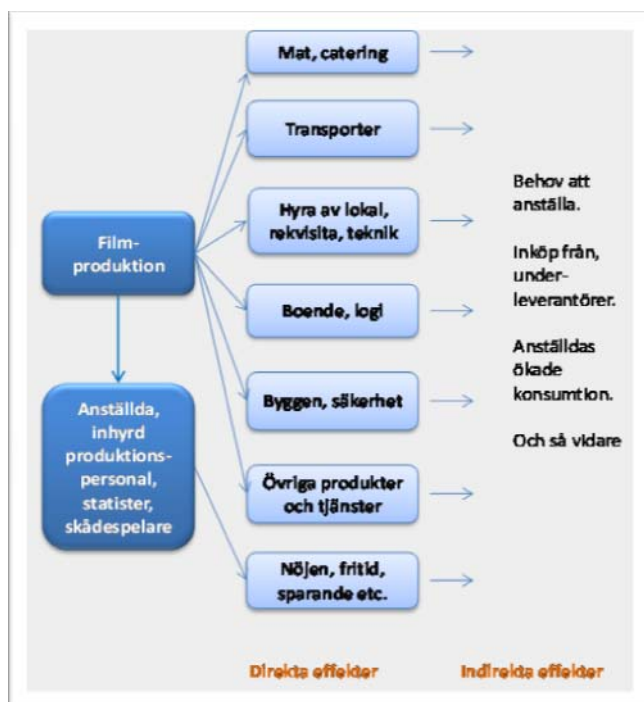 Film-
produktion
Anställda,
inhyrd
produktions-
personal,
statister,
skådespelare
Mat, catering
Transporter
Hyra av lokal,
rekvisita, teknik
Boende, logi
Byggen, säkerhet
Övriga produkter
och tjänster
Nöjen, fritid,
sparande etc.
Behov att
anställa.
Inköp från,
under-
leverantörer.
Anställdas
ökade
konsumtion.
Och så vidare
Direkta effekter
Indirekta effekter